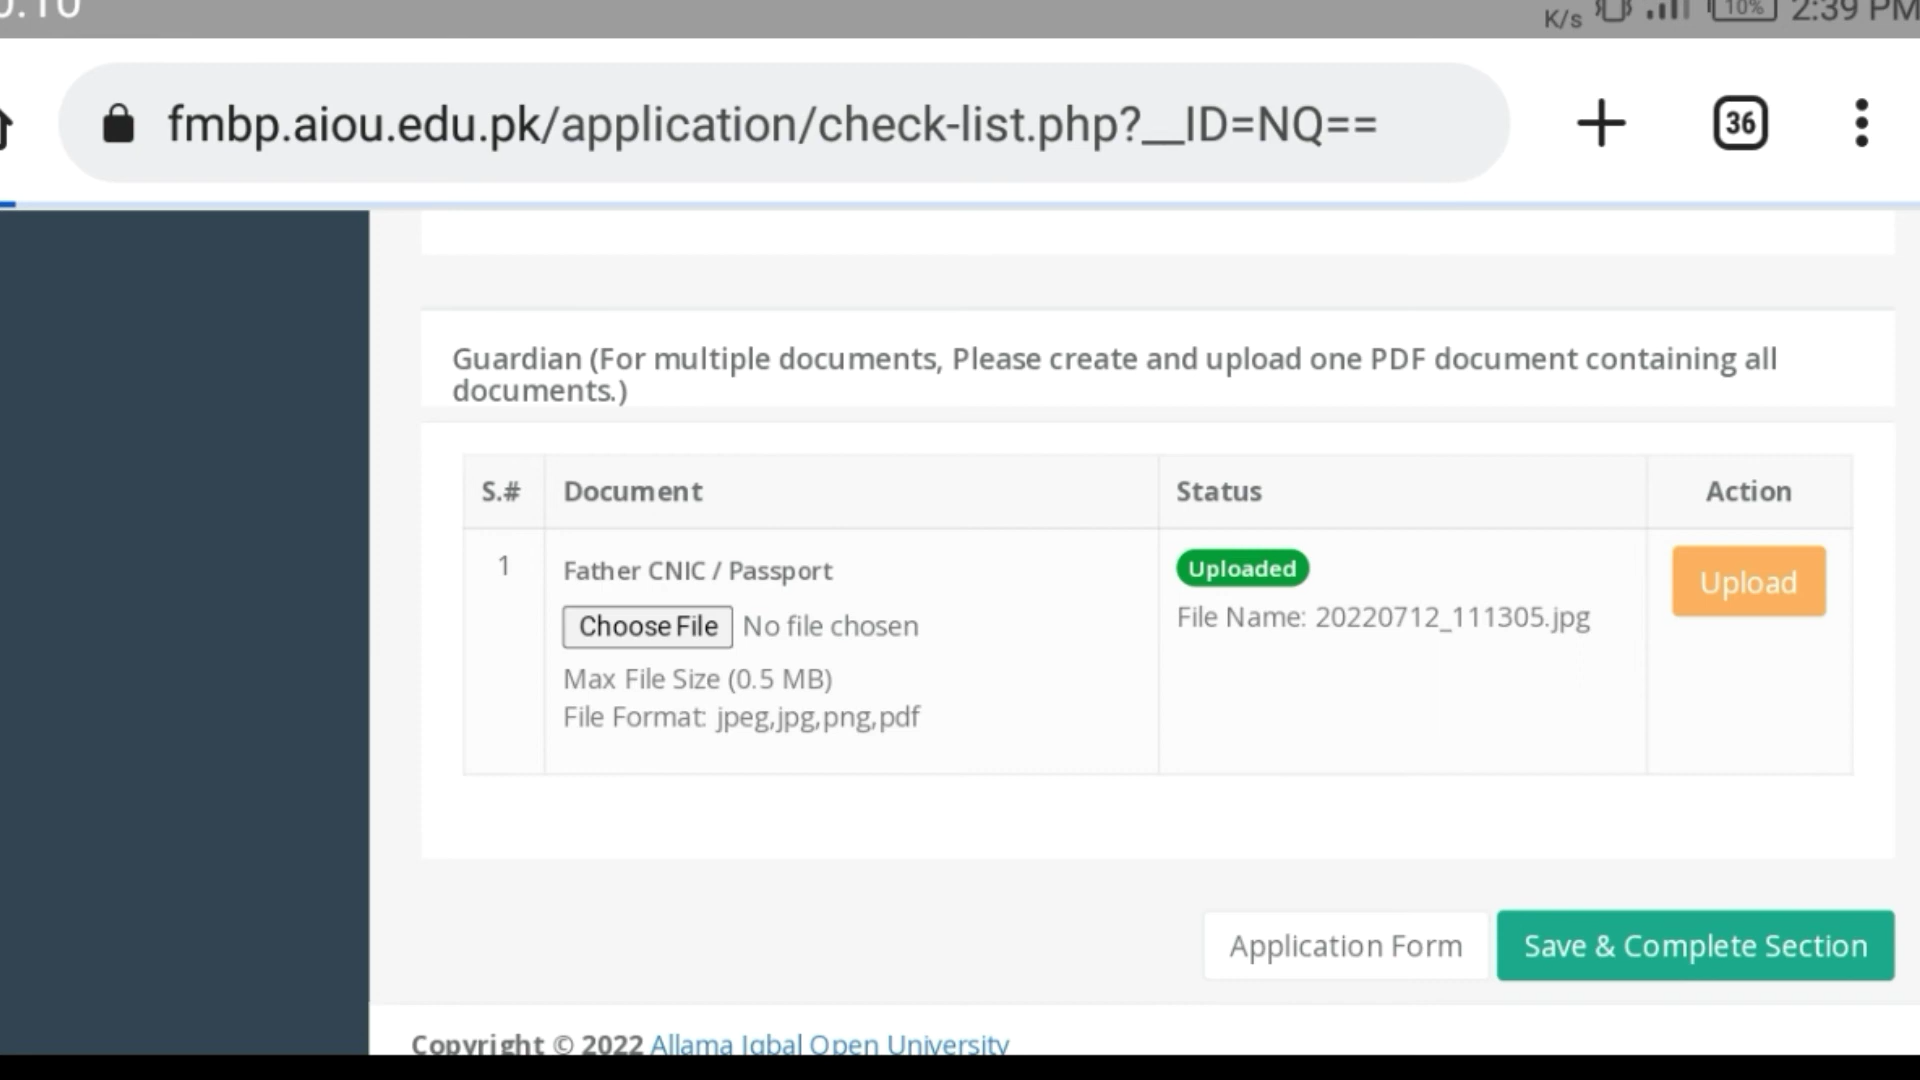 K/s 10% 2:39 PM
fmbp.aiou.edu.pk/application/check-list.php?__ID=NQ==
36
Guardian (For multiple documents, Please create and upload one PDF document containing all
documents.)
S.# Document Status Action
1 Father CNIC / Passport Uploaded Upload
Choose File No file chosen File Name: 20220712_111305.jpg
Max File Size (0.5 MB)
File Format: jpeg,jpg,png,pdf
Application Form Save & Complete Section
Copyright © 2022 Allama Iqbal Open University